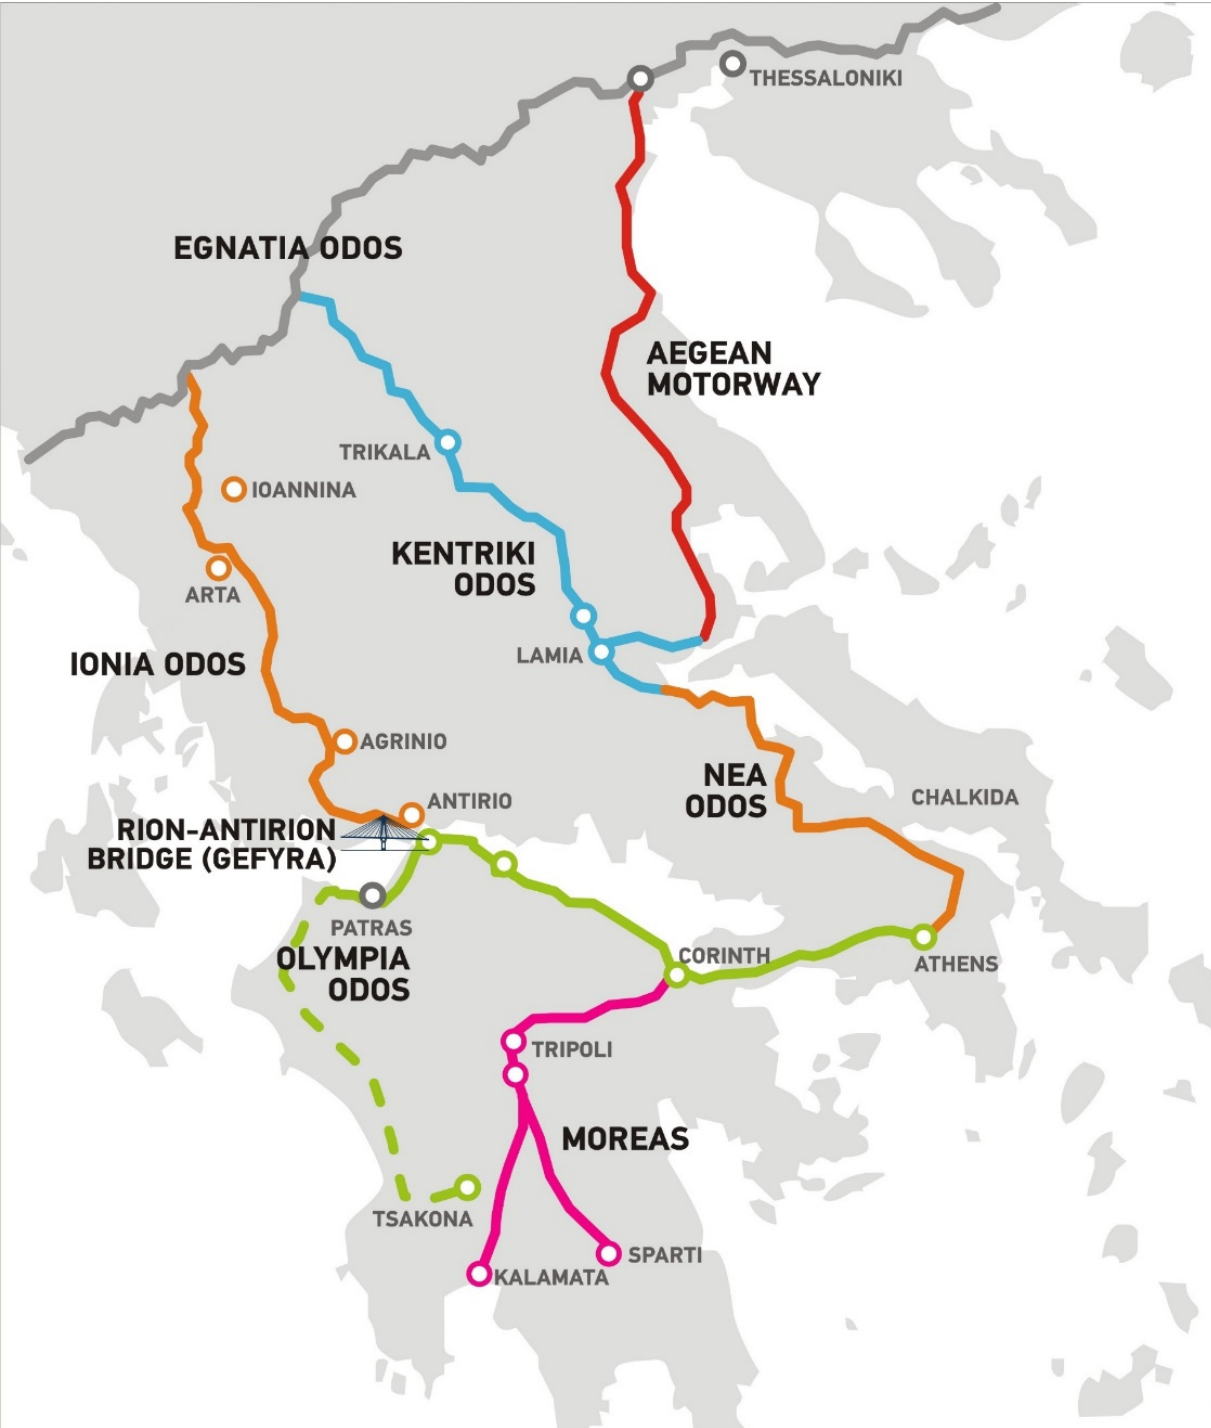 THESSALONIKI
EGNATIA ODOS
AEGEAN
MOTORWAY
TRIKALA
IOANNINA
KENTRIKI
ODOS
ARTA
LAMIA
IONIA ODOS
AGRINIO
NEA
ODOS
CHALKIDA
ANTIRIO
RION-ANTIRION
BRIDGE (GEFYRA)
PATRAS
OLYMPIA
ODOS
CORINTH
ATHENS
TRIPOLI
MOREAS
TSAKONA
SPARTI
KALAMATA